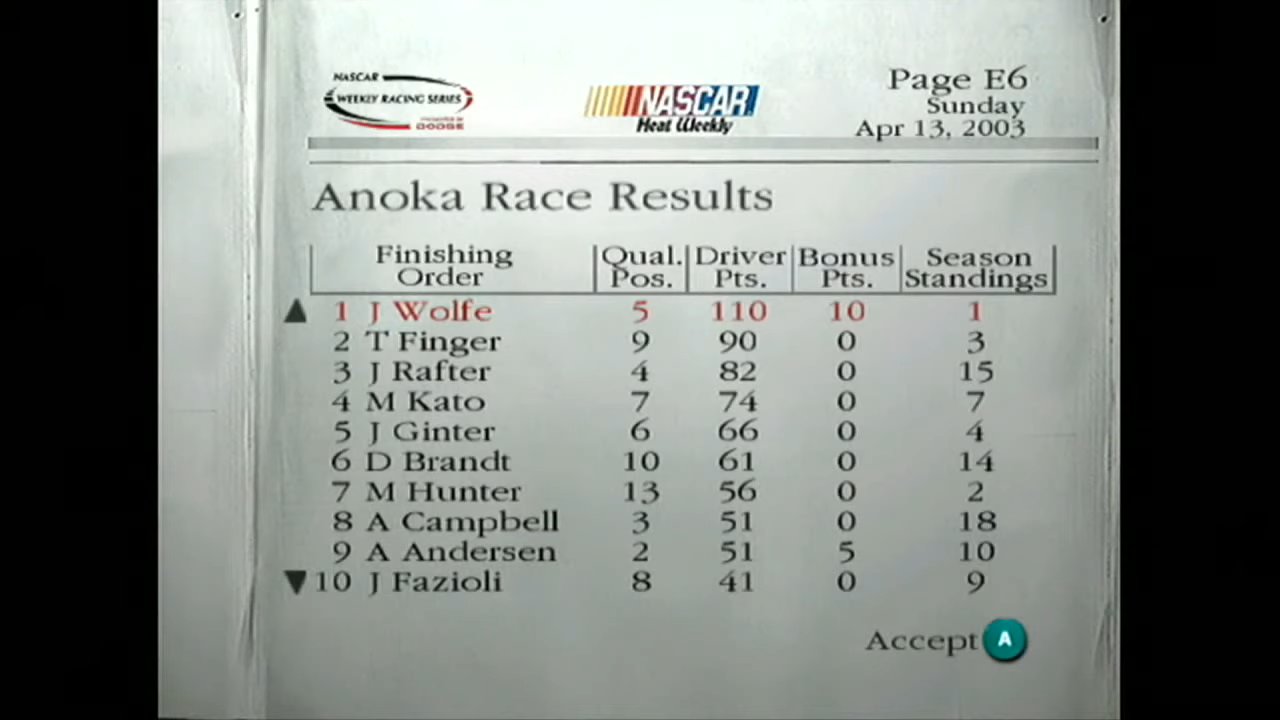 NASCAR
WEEKLY RACING SERIES
DODGE
NASCAR
Heat Weekly
Page E6
Sunday
Apr 13, 2003
Anoka Race Results
Finishing Order Qual. Pos. Driver Pts. Bonus Pts. Season Standings
1 J Wolfe 5 110 10 1
2 T Finger 9 90 0 3
3 J Rafter 4 82 0 15
4 M Kato 7 74 0 7
5 J Ginter 6 66 0 4
6 D Brandt 10 61 0 14
7 M Hunter 13 56 0 2
8 A Campbell 3 51 0 18
9 A Andersen 2 51 5 10
10 J Fazioli 8 41 0 9
Accept A